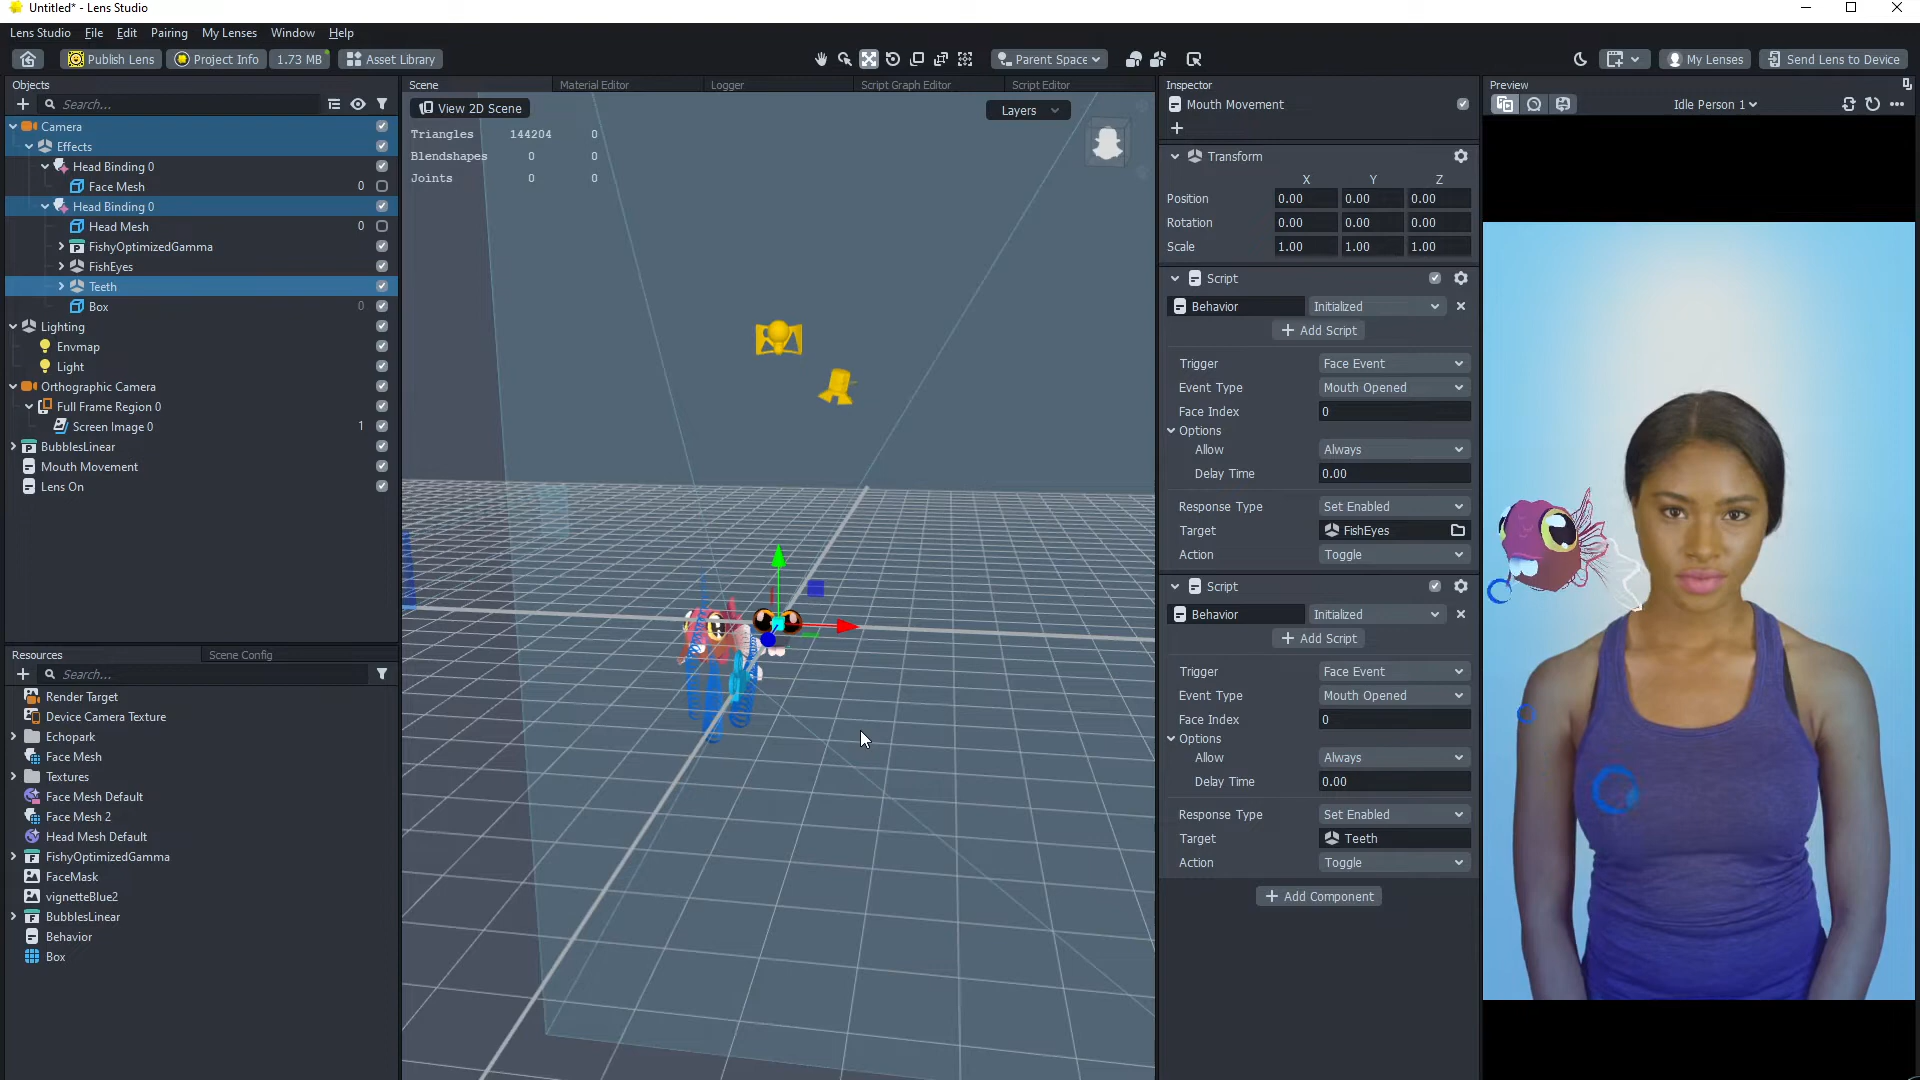 Untitled* - Lens Studio
Lens Studio File Edit Pairing My Lenses Window Help
Publish Lens Project Info 1.73 MB Asset Library Parent Space My Lenses Send Lens to Device
Objects
Search...
Camera
Effects
Head Binding 0
Face Mesh 0
Head Binding 0
Head Mesh 0
FishyOptimizedGamma
FishEyes
Teeth
Box 0
Lighting
Envmap
Light
Orthographic Camera
Full Frame Region 0
Screen Image 0 1
BubblesLinear
Mouth Movement
Lens On
Resources Scene Config
Search...
Render Target
Device Camera Texture
Echopark
Face Mesh
Textures
Face Mesh Default
Face Mesh 2
Head Mesh Default
FishyOptimizedGamma
FaceMask
vignetteBlue2
BubblesLinear
Behavior
Box
Scene Material Editor Logger Script Graph Editor Script Editor
View 2D Scene Layers
Triangles 144204 0
Blendshapes 0 0
Joints 0 0
Inspector
Mouth Movement
Transform
X Y Z
Position 0.00 0.00 0.00
Rotation 0.00 0.00 0.00
Scale 1.00 1.00 1.00
Script
Behavior Initialized
Add Script
Trigger Face Event
Event Type Mouth Opened
Face Index 0
Options
Allow Always
Delay Time 0.00
Response Type Set Enabled
Target FishEyes
Action Toggle
Script
Behavior Initialized
Add Script
Trigger Face Event
Event Type Mouth Opened
Face Index 0
Options
Allow Always
Delay Time 0.00
Response Type Set Enabled
Target Teeth
Action Toggle
Add Component
Preview
Idle Person 1